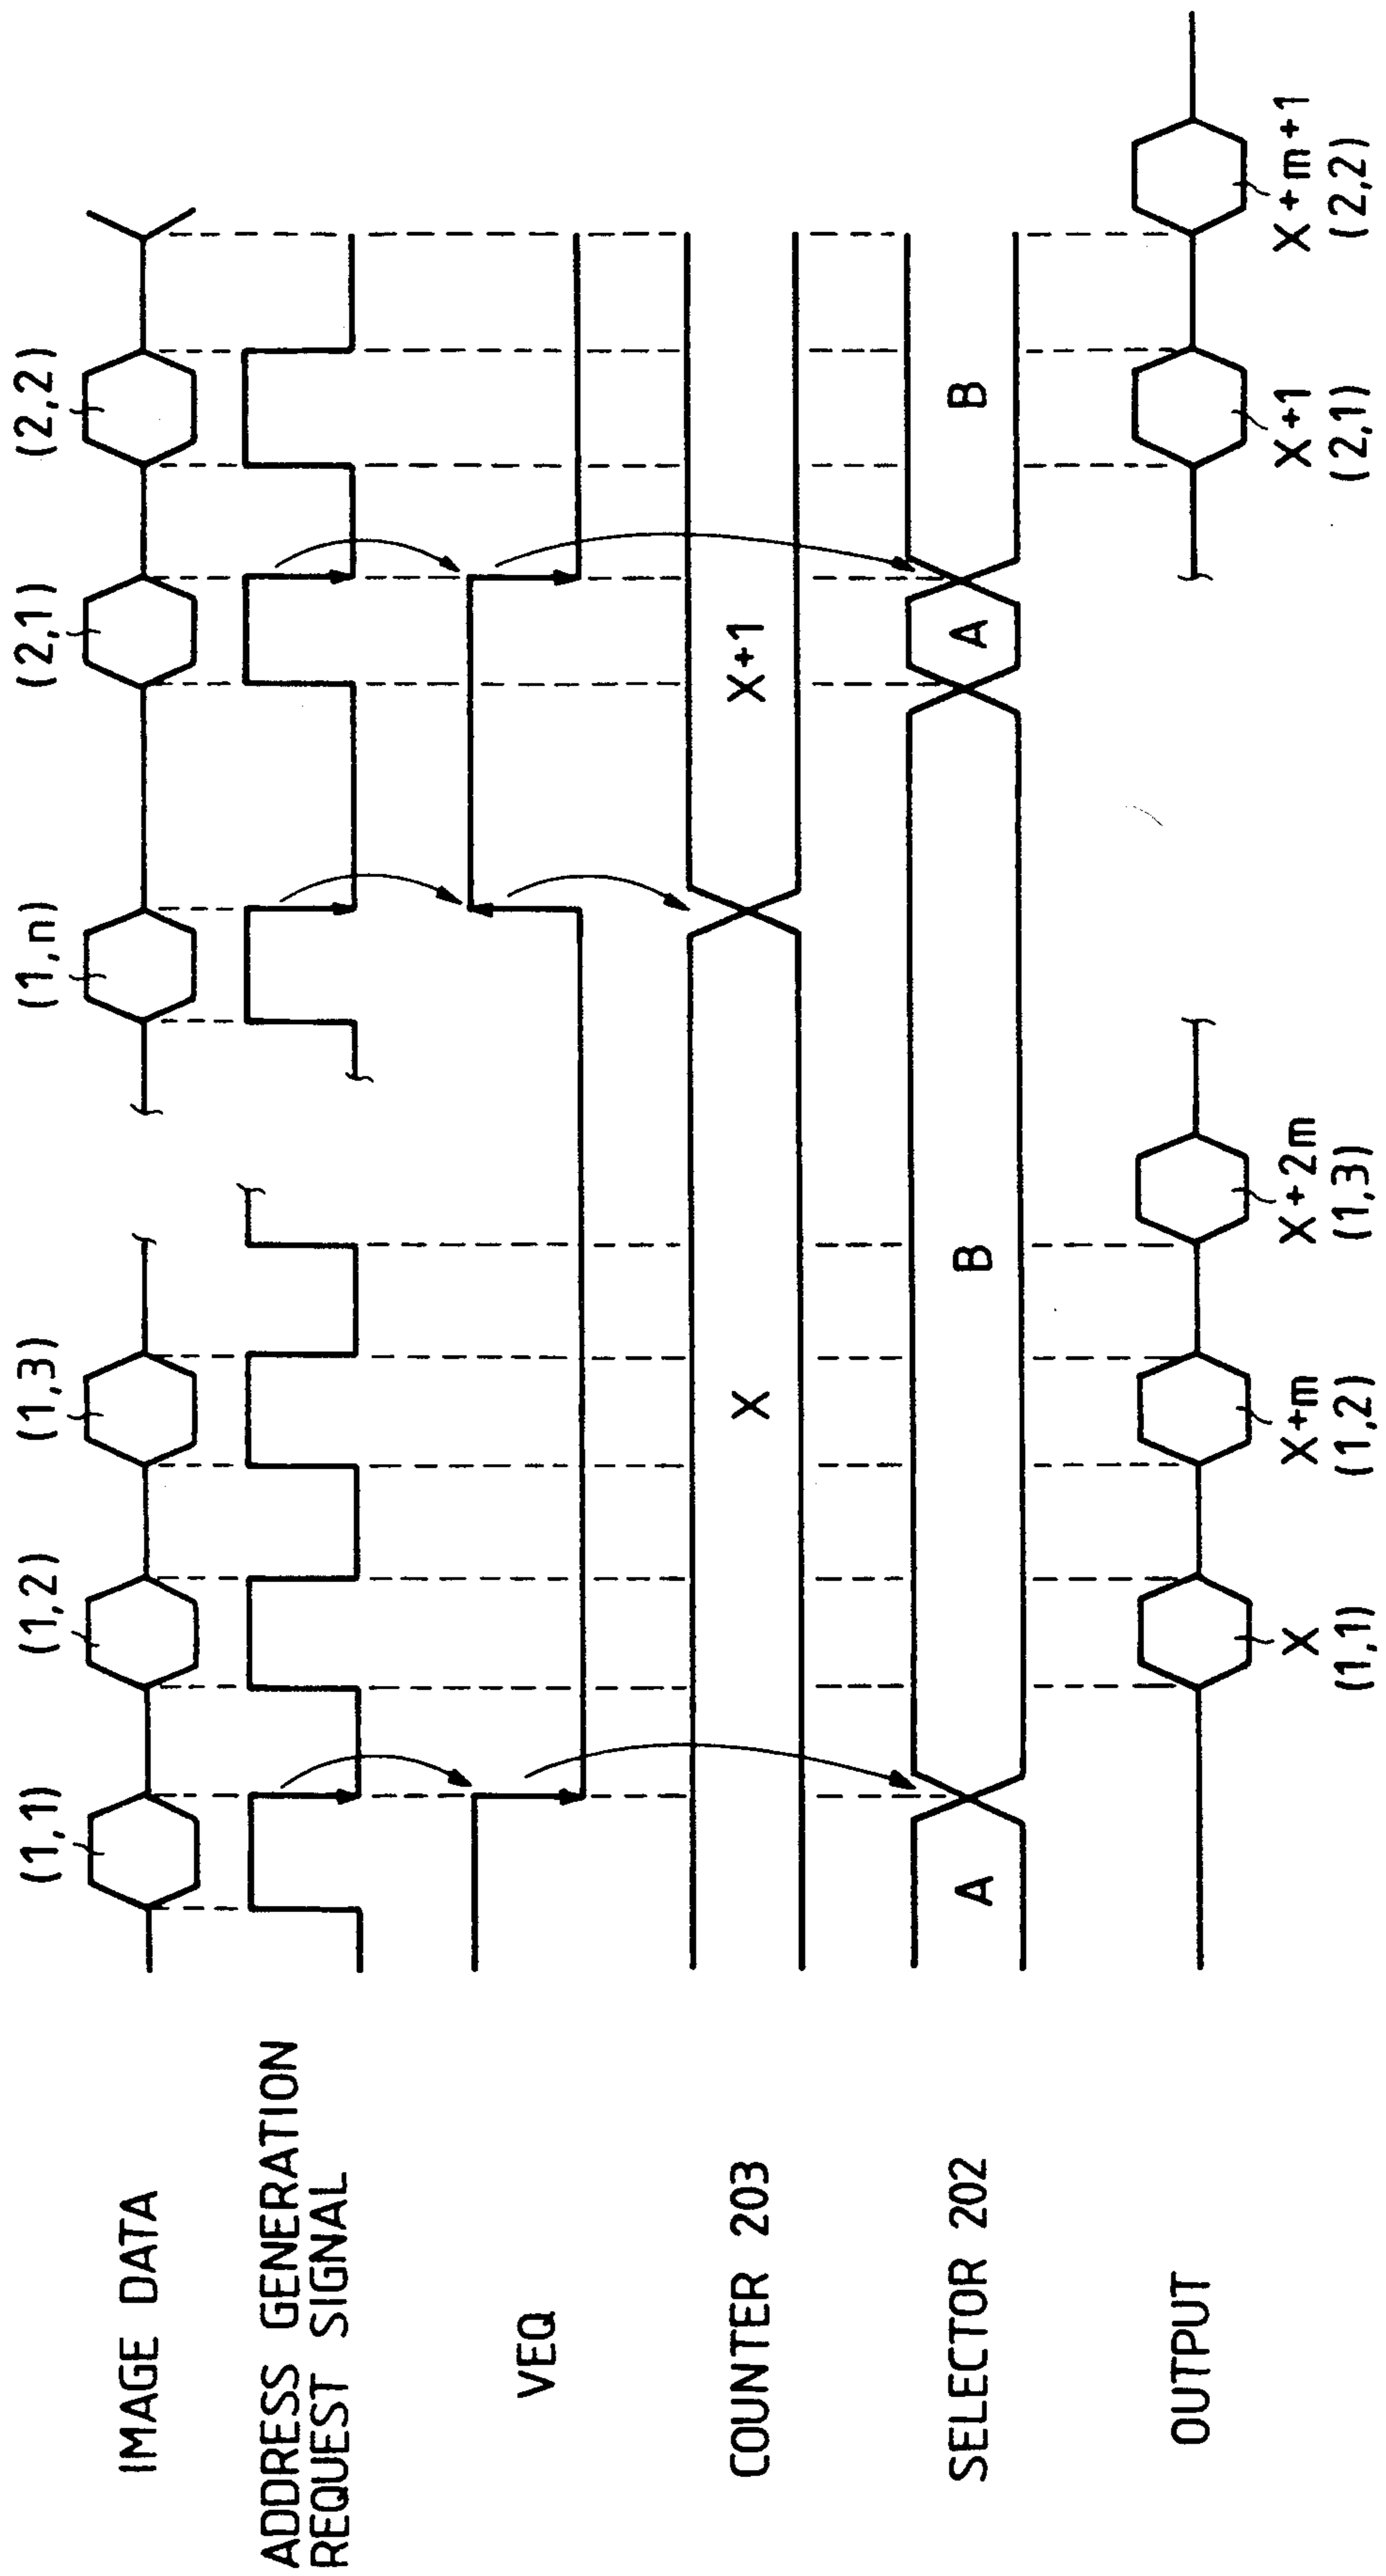 IMAGE DATA
(1,1)
(1,2)
(1,3)
(1,n)
(2,1)
(2,2)
ADDRESS GENERATION
REQUEST SIGNAL
VEQ
COUNTER 203
X
X+1
SELECTOR 202
A
B
A
B
OUTPUT
X
(1,1)
X+m
(1,2)
X+2m
(1,3)
X+1
(2,1)
X+m+1
(2,2)